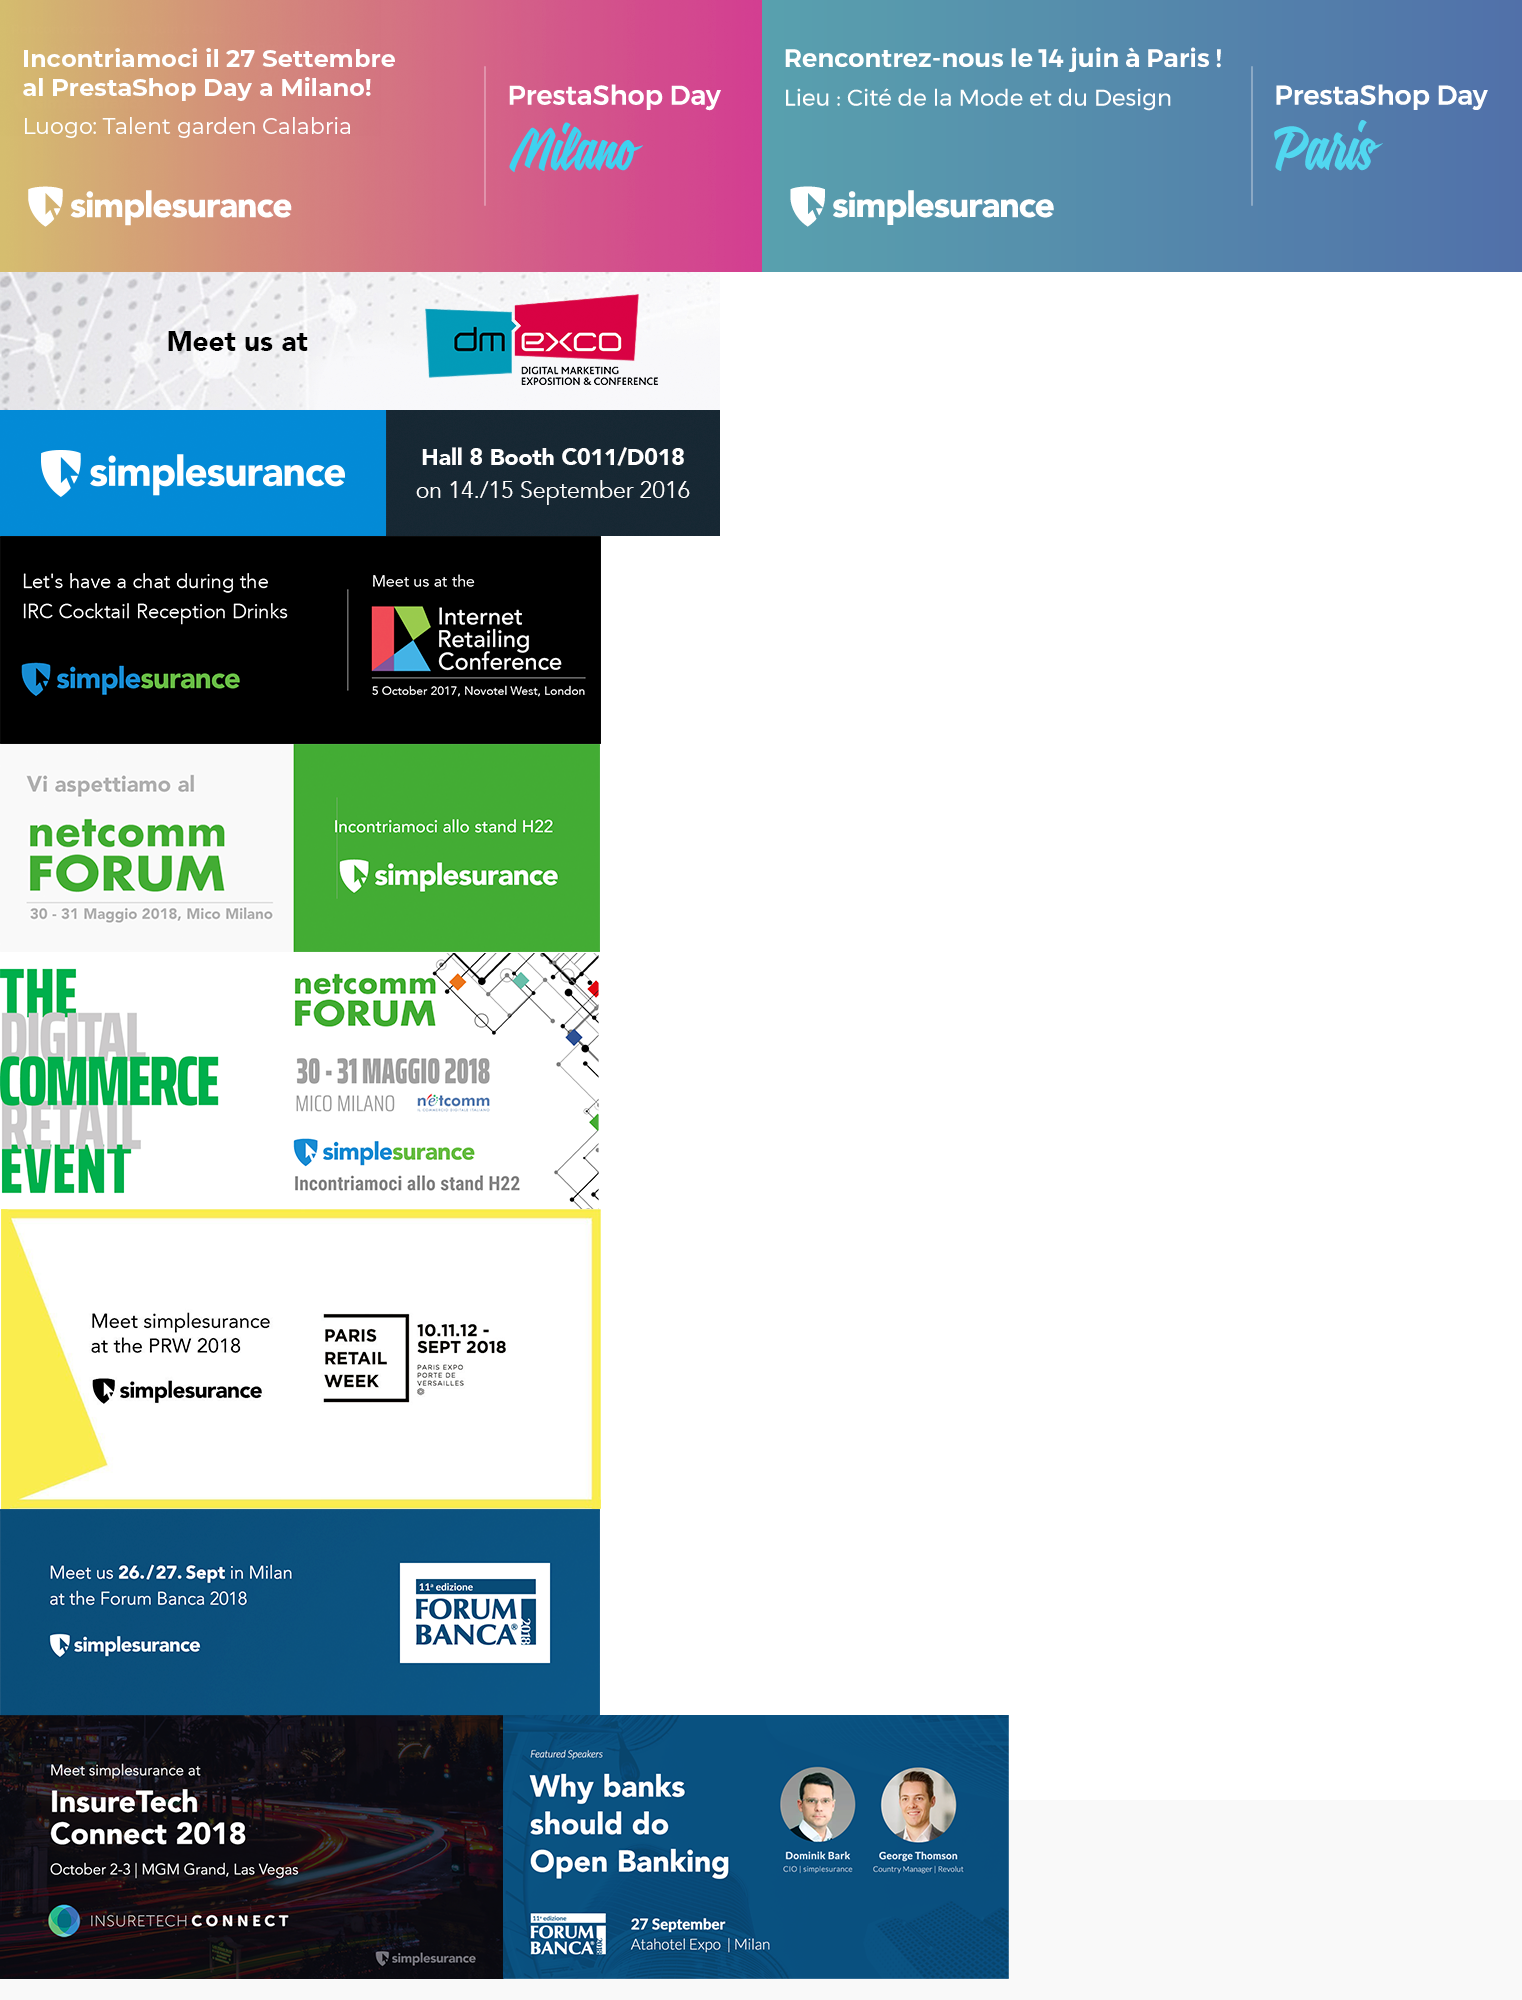 Incontriamoci il 27 Settembre
al PrestaShop Day a Milano!
Luogo: Talent garden Calabria
simplesurance
PrestaShop Day
Milano
Rencontrez-nous le 14 juin à Paris !
Lieu : Cité de la Mode et du Design
simplesurance
PrestaShop Day
Paris
Meet us at
dmexco
DIGITAL MARKETING
EXPOSITION & CONFERENCE
simplesurance
Hall 8 Booth C011/D018
on 14./15 September 2016
Let's have a chat during the
IRC Cocktail Reception Drinks
simplesurance
Meet us at the
Internet
Retailing
Conference
5 October 2017, Novotel West, London
Vi aspettiamo al
netcomm
FORUM
30 - 31 Maggio 2018, Mico Milano
Incontriamoci allo stand H22
simplesurance
THE
DIGITAL
COMMERCE
RETAIL
EVENT
netcomm
FORUM
30 - 31 MAGGIO 2018
MICO MILANO
netcomm
IL COMMERCIO DIGITALE ITALIANO
simplesurance
Incontriamoci allo stand H22
Meet simplesurance
at the PRW 2018
simplesurance
PARIS
RETAIL
WEEK
10.11.12 -
SEPT 2018
PARIS EXPO
PORTE DE
VERSAILLES
Meet us 26./27. Sept in Milan
at the Forum Banca 2018
simplesurance
11ª edizione
FORUM
BANCA®
2018
Meet simplesurance at
InsureTech
Connect 2018
October 2-3 | MGM Grand, Las Vegas
INSURETECH CONNECT
simplesurance
Featured Speakers
Why banks
should do
Open Banking
Dominik Bark
CIO | simplesurance
George Thomson
Country Manager | Revolut
11ª edizione
FORUM
BANCA®
2018
27 September
Atahotel Expo | Milan